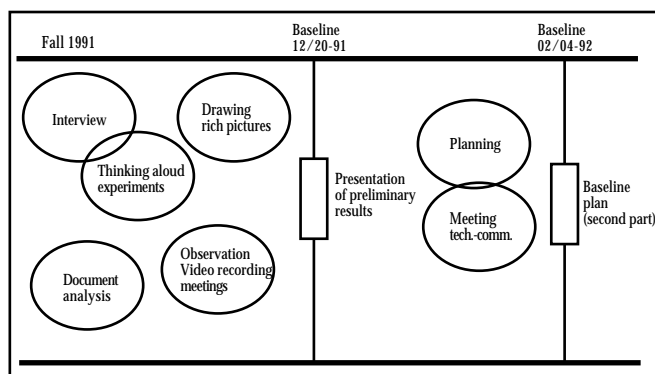 Fall 1991
Baseline
12/20-91
Baseline
02/04-92
Interview
Drawing
rich pictures
Thinking aloud
experiments
Planning
Presentation
of preliminary
results
Baseline
plan
(second part)
Meeting
tech.-comm.
Observation
Video recording
meetings
Document
analysis